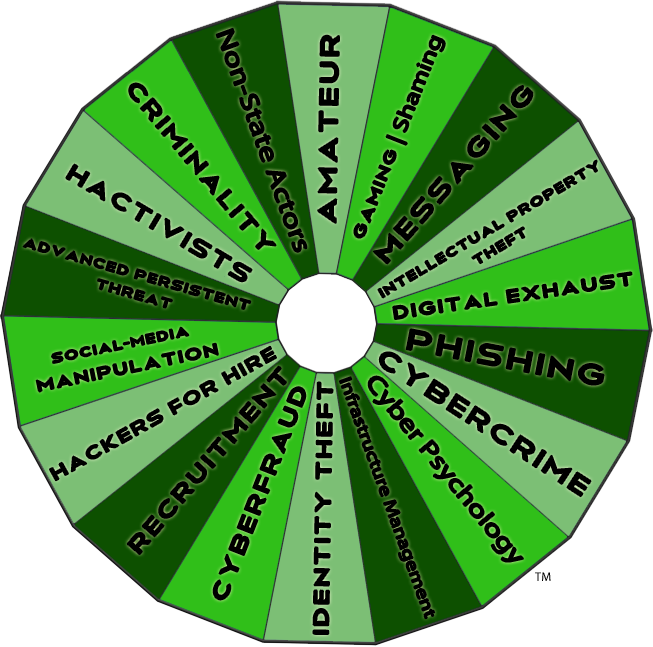 AMATEUR
GAMING | Shaming
MESSAGING
INTELLECTUAL PROPERTY
THEFT
DIGITAL EXHAUST
PHISHING
CYBERCRIME
Cyber Psychology
Infrastructure Management
IDENTITY THEFT
CYBERFRAUD
RECRUITMENT
HACKERS FOR HIRE
SOCIAL-MEDIA
MANIPULATION
ADVANCED PERSISTENT
THREAT
HACTIVISTS
CRIMINALITY
Non-State Actors
TM